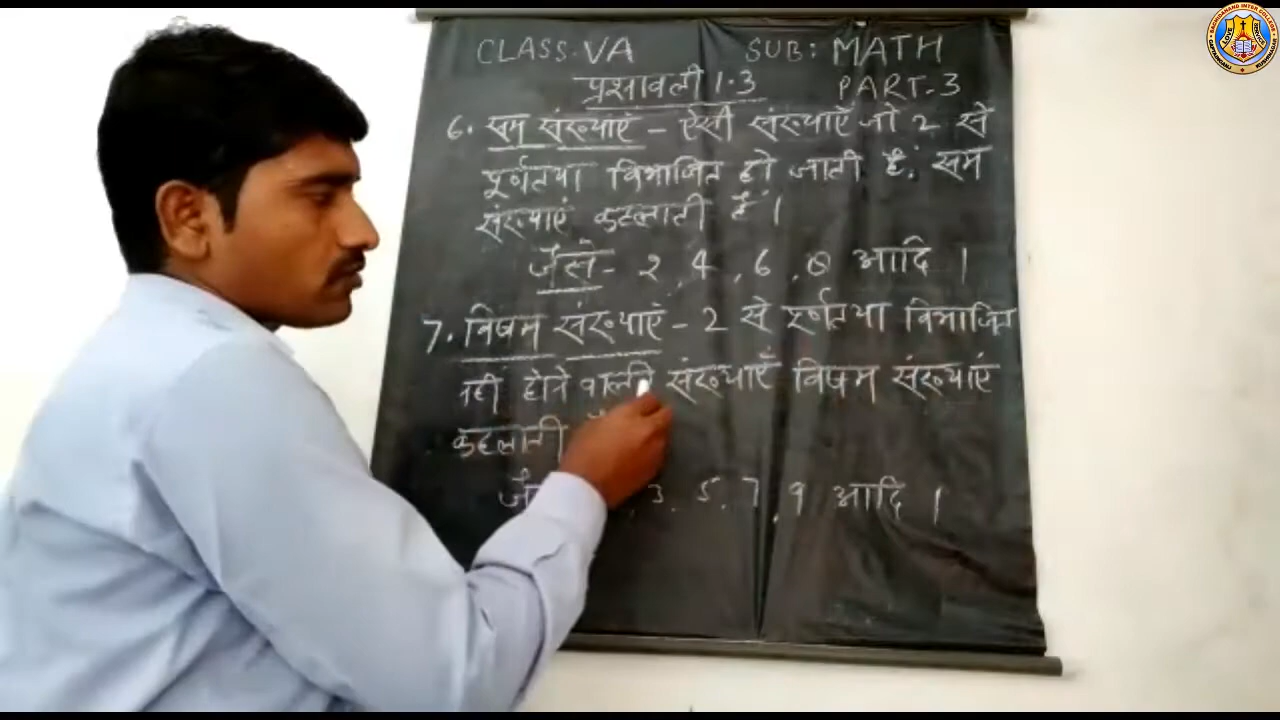 CLASS:VA SUB: MATH
प्रश्नावली 1.3 PART-3
6. सम संख्याएं - ऐसी संख्याएँ जो 2 से
पूर्णतया विभाजित हो जाती हैं. सम
संख्याएं कहलाती हैं ।
जैसे- 2, 4, 6, 8 आदि ।
7. विषम संख्याएं - 2 से पूर्णतया विभाजित
नहीं होने वाली संख्याएँ विषम संख्याएं
कहलाती
3, 5, 7, 9 आदि ।